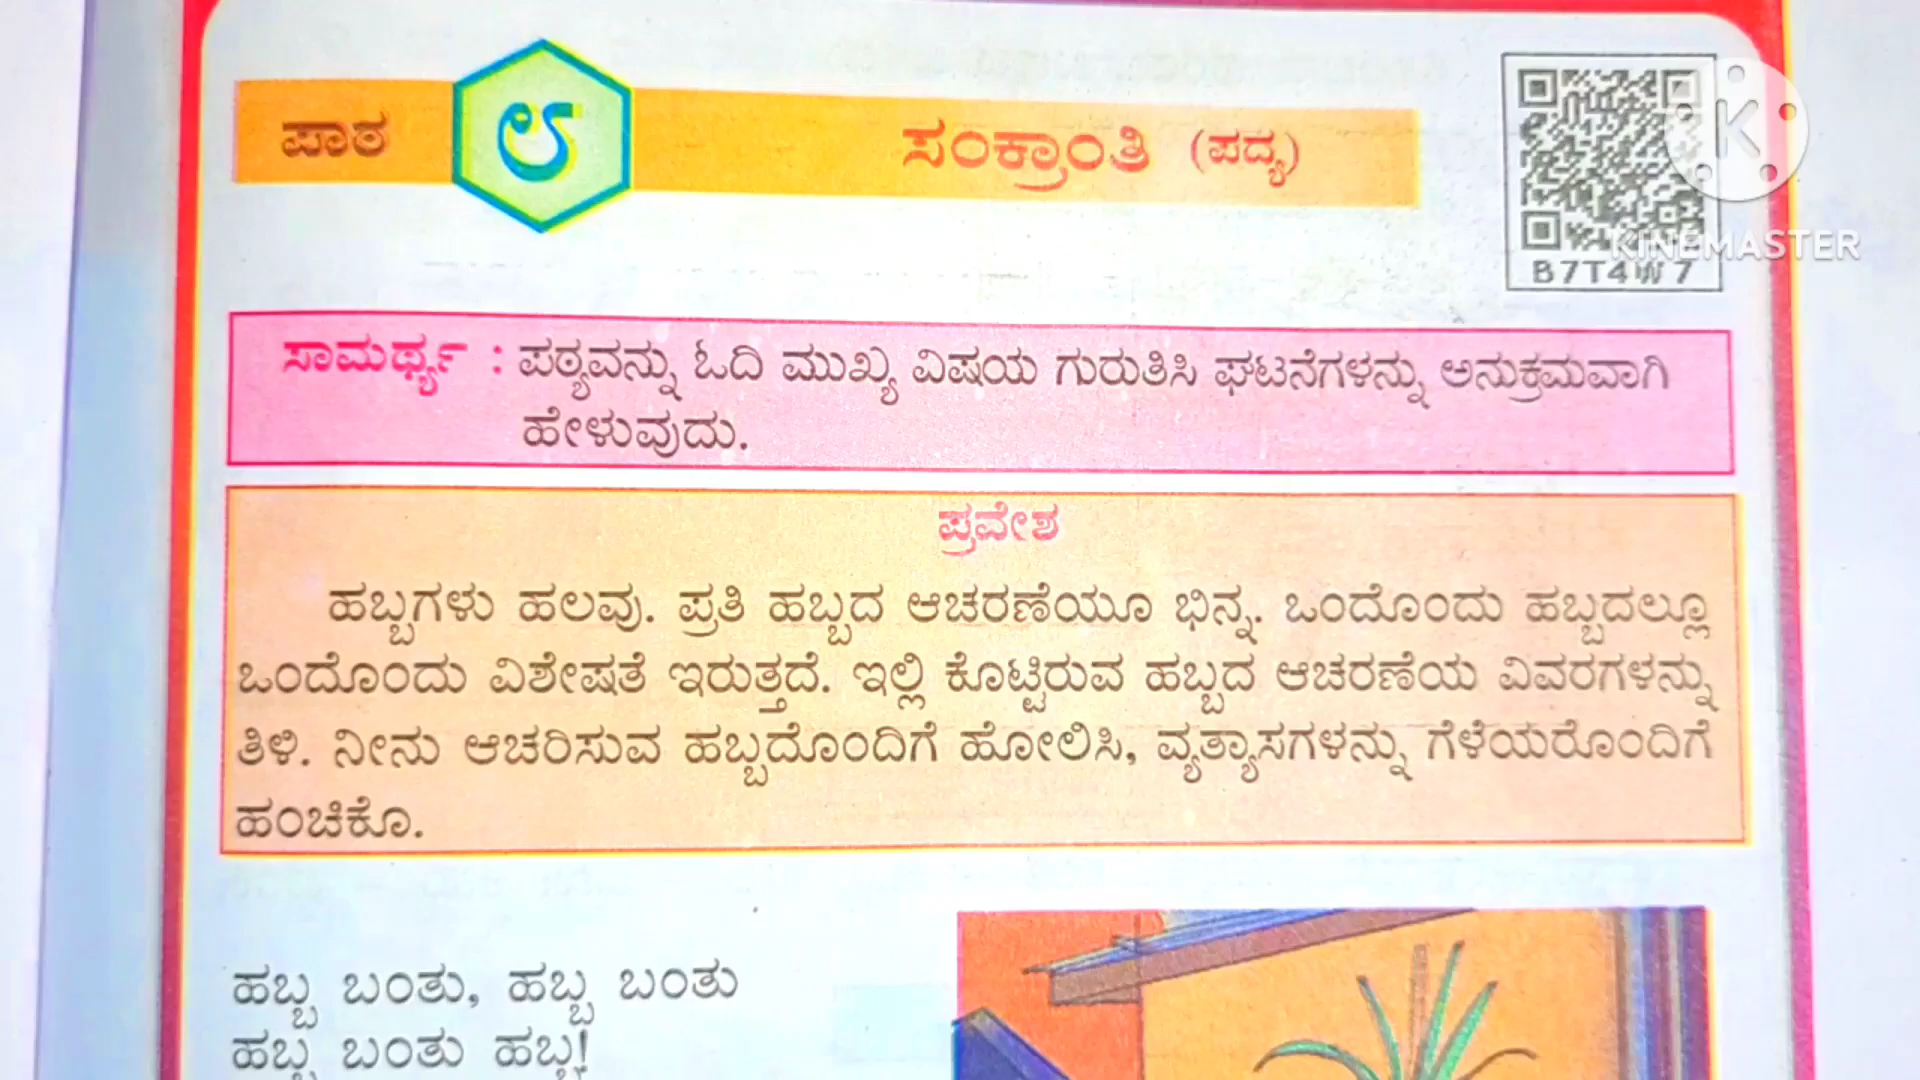 ಪಾಠ ೮ ಸಂಕ್ರಾಂತಿ (ಪದ್ಯ)
K
KINEMASTER
B7T4W7
ಸಾಮರ್ಥ್ಯ : ಪಠ್ಯವನ್ನು ಓದಿ ಮುಖ್ಯ ವಿಷಯ ಗುರುತಿಸಿ ಘಟನೆಗಳನ್ನು ಅನುಕ್ರಮವಾಗಿ
ಹೇಳುವುದು.
ಪ್ರವೇಶ
ಹಬ್ಬಗಳು ಹಲವು. ಪ್ರತಿ ಹಬ್ಬದ ಆಚರಣೆಯೂ ಭಿನ್ನ. ಒಂದೊಂದು ಹಬ್ಬದಲ್ಲೂ
ಒಂದೊಂದು ವಿಶೇಷತೆ ಇರುತ್ತದೆ. ಇಲ್ಲಿ ಕೊಟ್ಟಿರುವ ಹಬ್ಬದ ಆಚರಣೆಯ ವಿವರಗಳನ್ನು
ತಿಳಿ. ನೀನು ಆಚರಿಸುವ ಹಬ್ಬದೊಂದಿಗೆ ಹೋಲಿಸಿ, ವ್ಯತ್ಯಾಸಗಳನ್ನು ಗೆಳೆಯರೊಂದಿಗೆ
ಹಂಚಿಕೊ.
ಹಬ್ಬ ಬಂತು, ಹಬ್ಬ ಬಂತು
ಹಬ್ಬ ಬಂತು ಹಬ್ಬ!